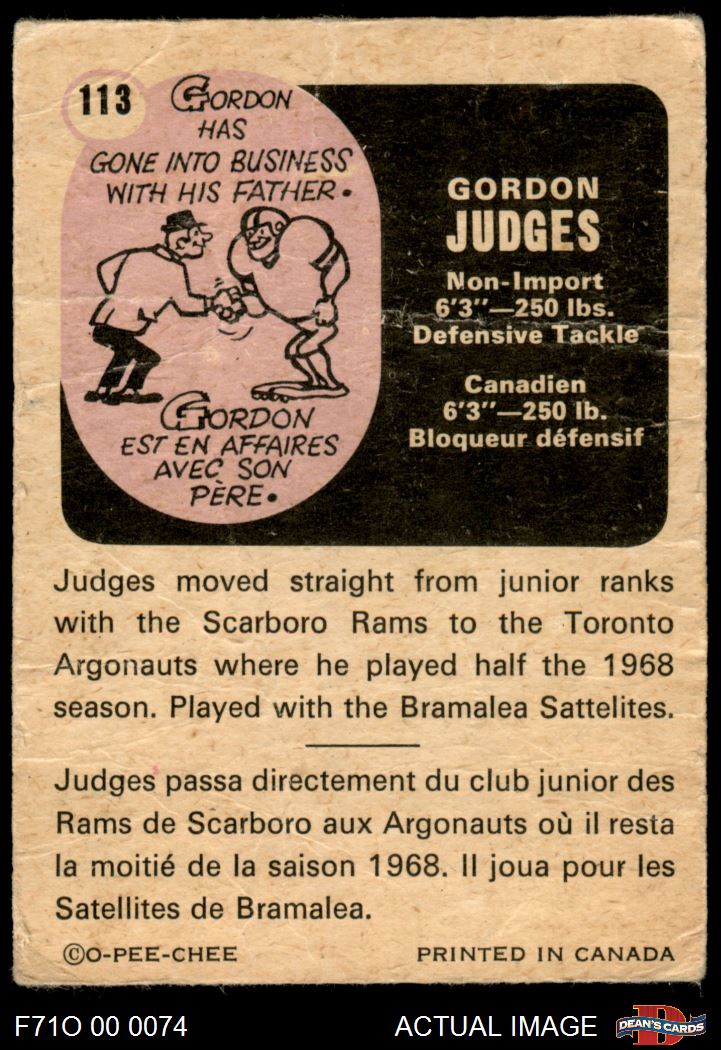 113
GORDON
HAS
GONE INTO BUSINESS
WITH HIS FATHER.
GORDON
EST EN AFFAIRES
AVEC SON
PÈRE.
GORDON
JUDGES
Non-Import
6'3"—250 lbs.
Defensive Tackle
Canadien
6'3"—250 lb.
Bloqueur défensif
Judges moved straight from junior ranks
with the Scarboro Rams to the Toronto
Argonauts where he played half the 1968
season. Played with the Bramalea Sattelites.
Judges passa directement du club junior des
Rams de Scarboro aux Argonauts où il resta
la moitié de la saison 1968. Il joua pour les
Satellites de Bramalea.
©O-PEE-CHEE PRINTED IN CANADA
F71O 00 0074 ACTUAL IMAGE D DEAN'S CARDS